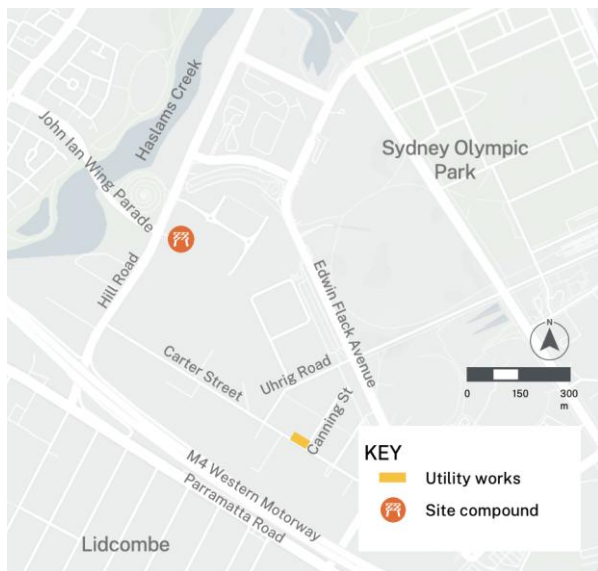 Haslams Creek
John Ian Wing Parade
Sydney Olympic
Park
Hill Road
Edwin Flack Avenue
Carter Street
Uhrig Road
Canning St
N
0 150 300
m
M4 Western Motorway
Parramatta Road
Lidcombe
KEY
Utility works
Site compound